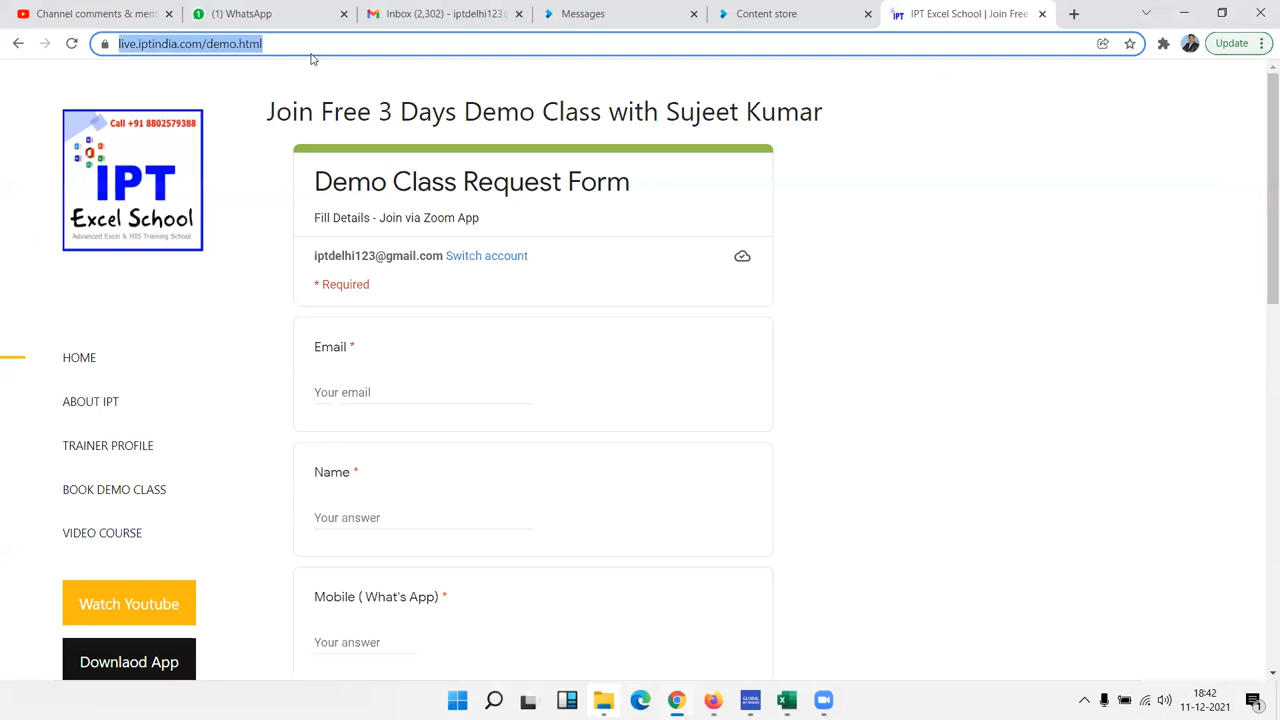 Channel comments & ment
(1) WhatsApp
Inbox (2,302) - iptdelhi123@
Messages
Content store
IPT Excel School | Join Free
live.iptindia.com/demo.html
Update
Call +91 8802579388
IPT
Excel School
Advanced Excel & MIS Training School
Join Free 3 Days Demo Class with Sujeet Kumar
Demo Class Request Form
Fill Details - Join via Zoom App
iptdelhi123@gmail.com Switch account
* Required
Email *
Your email
Name *
Your answer
Mobile ( What's App) *
Your answer
HOME
ABOUT IPT
TRAINER PROFILE
BOOK DEMO CLASS
VIDEO COURSE
Watch Youtube
Downlaod App
18:42
11-12-2021